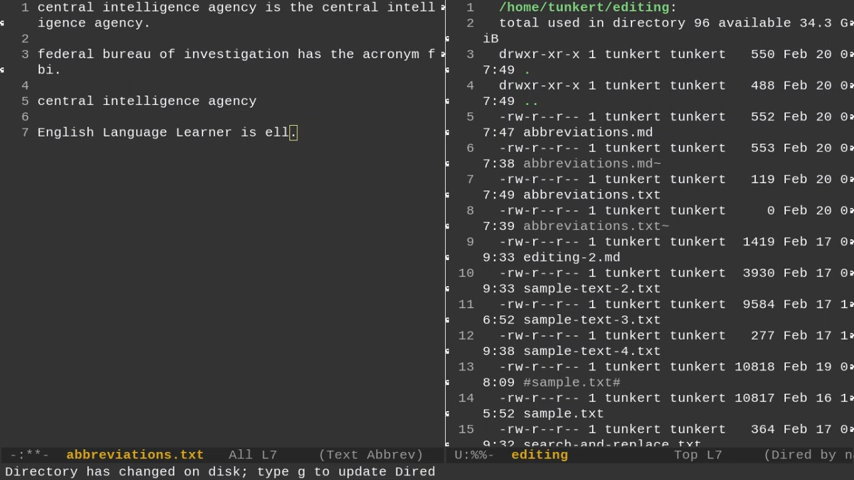 1 central intelligence agency is the central intell
igence agency.
2
3 federal bureau of investigation has the acronym f
bi.
4
5 central intelligence agency
6
7 English Language Learner is ell.
-:**- abbreviations.txt All L7 (Text Abbrev)
Directory has changed on disk; type g to update Dired
1 /home/tunkert/editing:
2 total used in directory 96 available 34.3 G
iB
3 drwxr-xr-x 1 tunkert tunkert 550 Feb 20 0
7:49 .
4 drwxr-xr-x 1 tunkert tunkert 488 Feb 20 0
7:49 ..
5 -rw-r--r-- 1 tunkert tunkert 552 Feb 20 0
7:47 abbreviations.md
6 -rw-r--r-- 1 tunkert tunkert 553 Feb 20 0
7:38 abbreviations.md~
7 -rw-r--r-- 1 tunkert tunkert 119 Feb 20 0
7:49 abbreviations.txt
8 -rw-r--r-- 1 tunkert tunkert 0 Feb 20 0
7:39 abbreviations.txt~
9 -rw-r--r-- 1 tunkert tunkert 1419 Feb 17 0
9:33 editing-2.md
10 -rw-r--r-- 1 tunkert tunkert 3930 Feb 17 0
9:33 sample-text-2.txt
11 -rw-r--r-- 1 tunkert tunkert 9584 Feb 17 1
6:52 sample-text-3.txt
12 -rw-r--r-- 1 tunkert tunkert 277 Feb 17 1
9:38 sample-text-4.txt
13 -rw-r--r-- 1 tunkert tunkert 10818 Feb 19 0
8:09 #sample.txt#
14 -rw-r--r-- 1 tunkert tunkert 10817 Feb 16 1
5:52 sample.txt
15 -rw-r--r-- 1 tunkert tunkert 364 Feb 17 0
9:32 search-and-replace.txt
U:%%- editing Top L7 (Dired by n